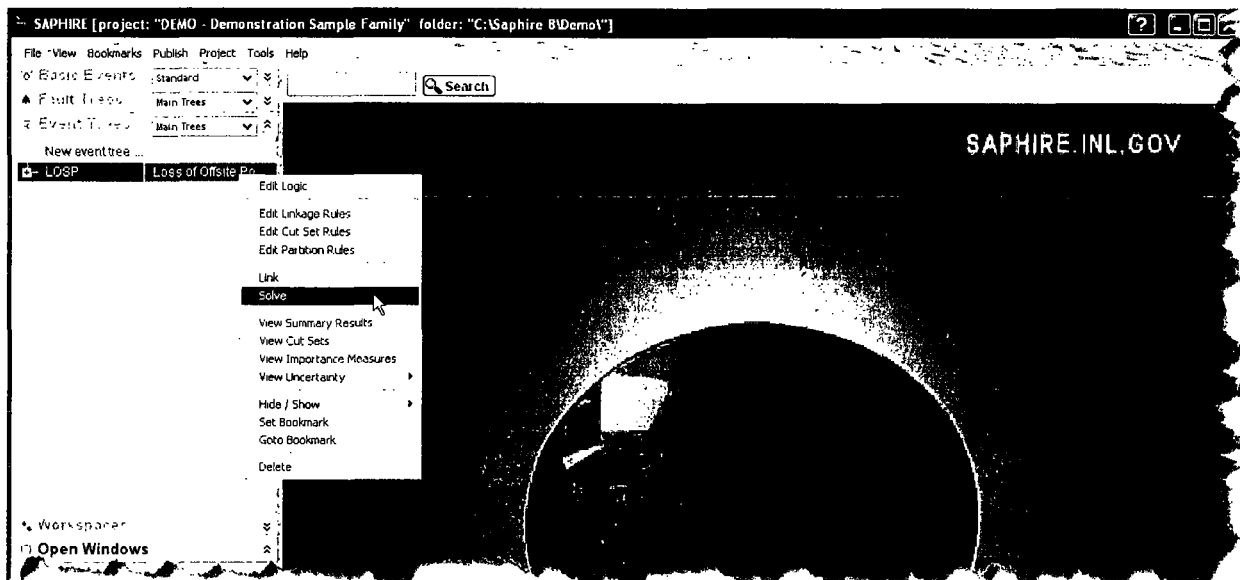 SAPHIRE [project: "DEMO - Demonstration Sample Family" folder: "C:\Saphire 8\Demo\"]
File View Bookmarks Publish Project Tools Help
Basic Events Standard
Search
Fault Trees Main Trees
Event Trees Main Trees
SAPHIRE.INL.GOV
New event tree ...
LOSP Loss of Offsite Po...
Edit Logic
Edit Linkage Rules
Edit Cut Set Rules
Edit Partition Rules
Link
Solve
View Summary Results
View Cut Sets
View Importance Measures
View Uncertainty
Hide / Show
Set Bookmark
Goto Bookmark
Delete
Workspaces
Open Windows